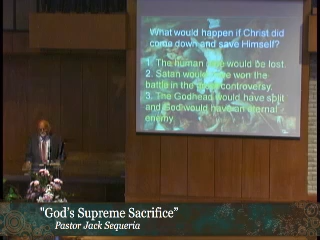 What would happen if Christ did
come down and save Himself?
1. The human race would be lost.
2. Satan would have won the
battle in the great controversy.
3. The Godhead would have split
and God would have an eternal
enemy
"God's Supreme Sacrifice”
Pastor Jack Sequeria